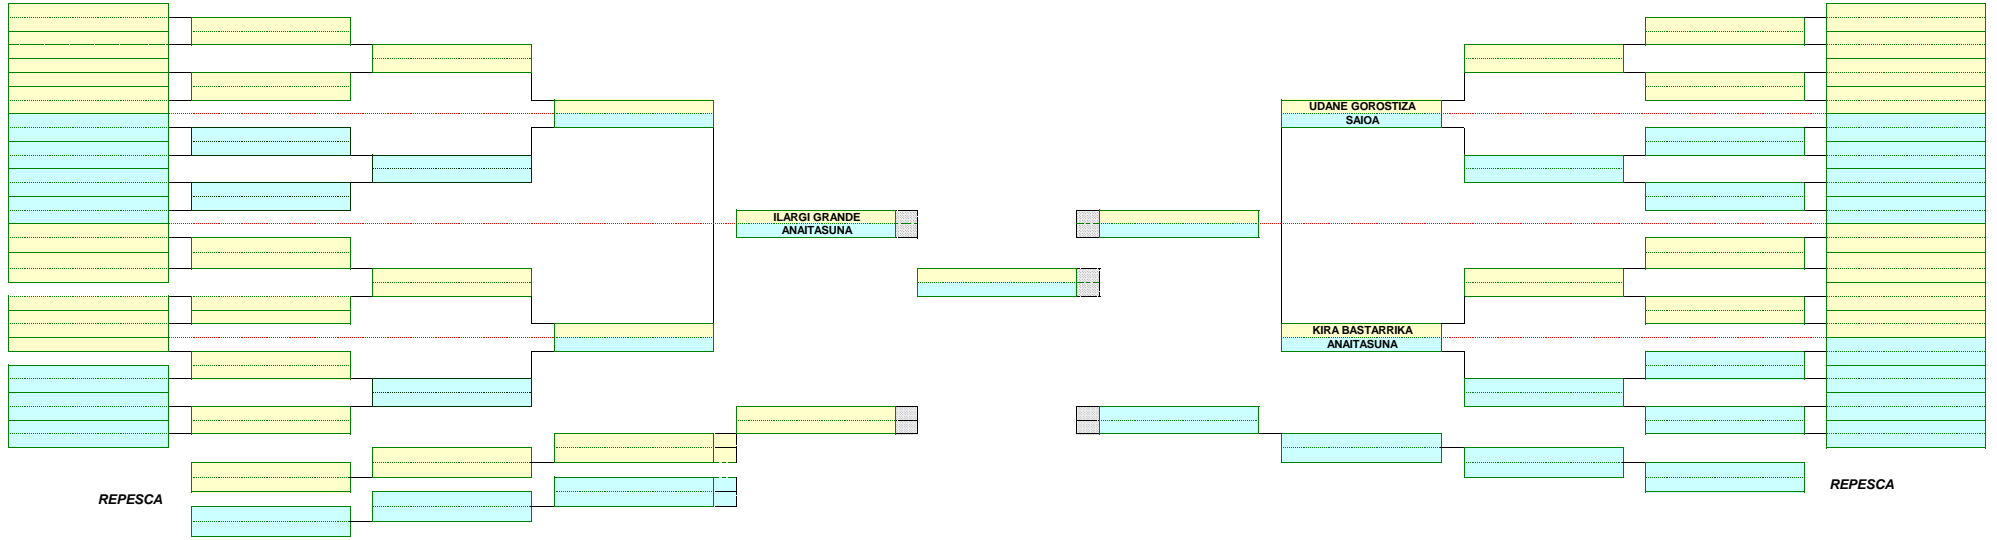 UDANE GOROSTIZA
SAIOA
ILARGI GRANDE
ANAITASUNA
KIRA BASTARRIKA
ANAITASUNA
REPESCA
REPESCA